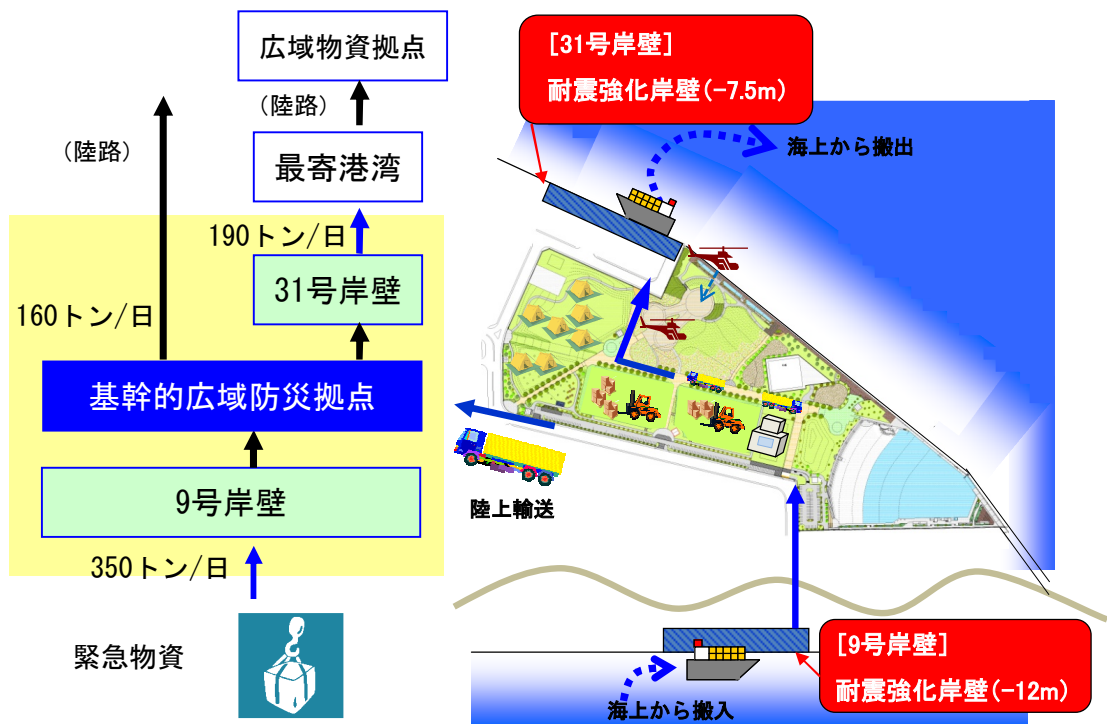 広域物資拠点
(陸路)
(陸路)
最寄港湾
190トン/日
31号岸壁
160トン/日
基幹的広域防災拠点
9号岸壁
350トン/日
緊急物資
[31号岸壁]
耐震強化岸壁(-7.5m)
海上から搬出
陸上輸送
[9号岸壁]
耐震強化岸壁(-12m)
海上から搬入